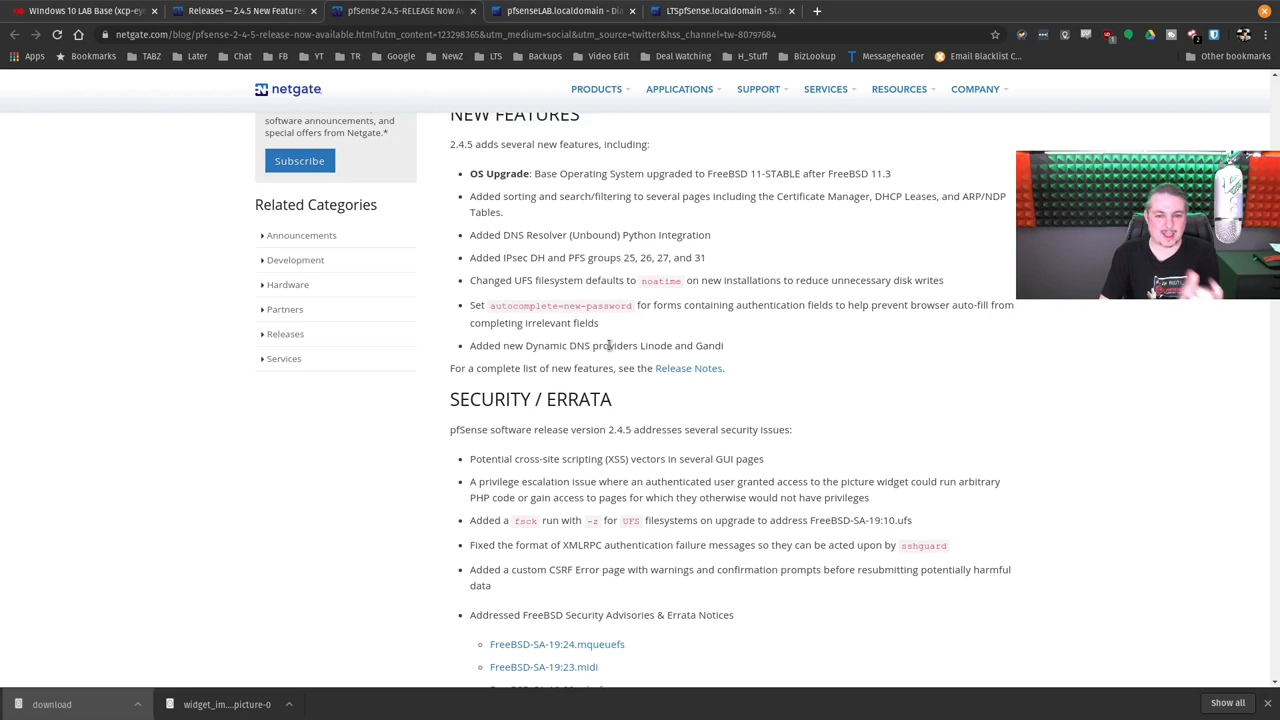 WIndows 10 LAB Base (xcp-eye
Releases — 2.4.5 New Features
pfSense 2.4.5-RELEASE Now Av
pfsenseLAB.localdomain - Dia
LTSpfSense.localdomain - Sta
netgate.com/blog/pfsense-2-4-5-release-now-available.html?utm_content=123298365&utm_medium=social&utm_source=twitter&hss_channel=tw-80797684
Apps Bookmarks TABZ Later Chat FB YT TR Google NewZ LTS Backups Video Edit Deal Watching H_Stuff BizLookup Messageheader Email Blacklist C... Other bookmarks
netgate
PRODUCTS APPLICATIONS SUPPORT SERVICES RESOURCES COMPANY
software announcements, and
special offers from Netgate.*
Subscribe
Related Categories
Announcements
Development
Hardware
Partners
Releases
Services
NEW FEATURES
2.4.5 adds several new features, including:
OS Upgrade: Base Operating System upgraded to FreeBSD 11-STABLE after FreeBSD 11.3
Added sorting and search/filtering to several pages including the Certificate Manager, DHCP Leases, and ARP/NDP
Tables.
Added DNS Resolver (Unbound) Python Integration
Added IPsec DH and PFS groups 25, 26, 27, and 31
Changed UFS filesystem defaults to noatime on new installations to reduce unnecessary disk writes
Set autocomplete=new-password for forms containing authentication fields to help prevent browser auto-fill from
completing irrelevant fields
Added new Dynamic DNS providers Linode and Gandi
For a complete list of new features, see the Release Notes.
SECURITY / ERRATA
pfSense software release version 2.4.5 addresses several security issues:
Potential cross-site scripting (XSS) vectors in several GUI pages
A privilege escalation issue where an authenticated user granted access to the picture widget could run arbitrary
PHP code or gain access to pages for which they otherwise would not have privileges
Added a fsck run with -z for UFS filesystems on upgrade to address FreeBSD-SA-19:10.ufs
Fixed the format of XMLRPC authentication failure messages so they can be acted upon by sshguard
Added a custom CSRF Error page with warnings and confirmation prompts before resubmitting potentially harmful
data
Addressed FreeBSD Security Advisories & Errata Notices
FreeBSD-SA-19:24.mqueuefs
FreeBSD-SA-19:23.midi
download
widget_im....picture-0
Show all